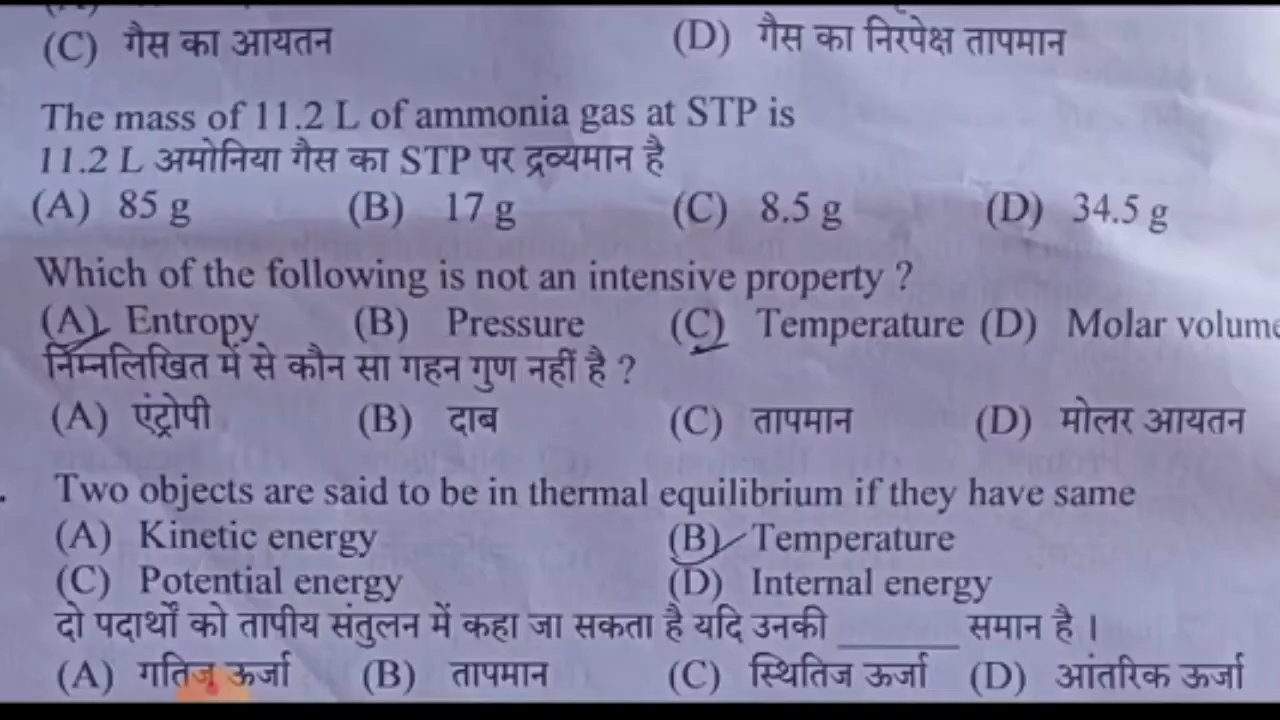 (C) गैस का आयतन (D) गैस का निरपेक्ष तापमान
The mass of 11.2 L of ammonia gas at STP is
11.2 L अमोनिया गैस का STP पर द्रव्यमान है
(A) 85 g (B) 17 g (C) 8.5 g (D) 34.5 g
Which of the following is not an intensive property ?
(A) Entropy (B) Pressure (C) Temperature (D) Molar volume
निम्नलिखित में से कौन सा गहन गुण नहीं है ?
(A) एंट्रोपी (B) दाब (C) तापमान (D) मोलर आयतन
Two objects are said to be in thermal equilibrium if they have same
(A) Kinetic energy (B) Temperature
(C) Potential energy (D) Internal energy
दो पदार्थों को तापीय संतुलन में कहा जा सकता है यदि उनकी ________ समान है ।
(A) गतिज ऊर्जा (B) तापमान (C) स्थितिज ऊर्जा (D) आंतरिक ऊर्जा